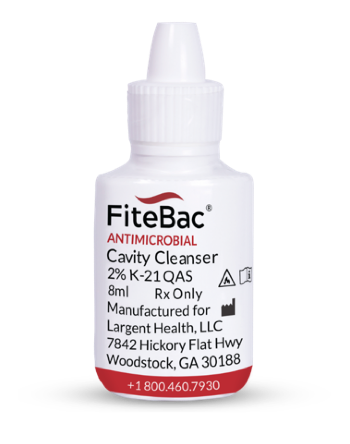 FiteBac®
ANTIMICROBIAL
Cavity Cleanser
2% K-21 QAS
8ml Rx Only
Manufactured for
Largent Health, LLC
7842 Hickory Flat Hwy
Woodstock, GA 30188
+1 800.460.7930